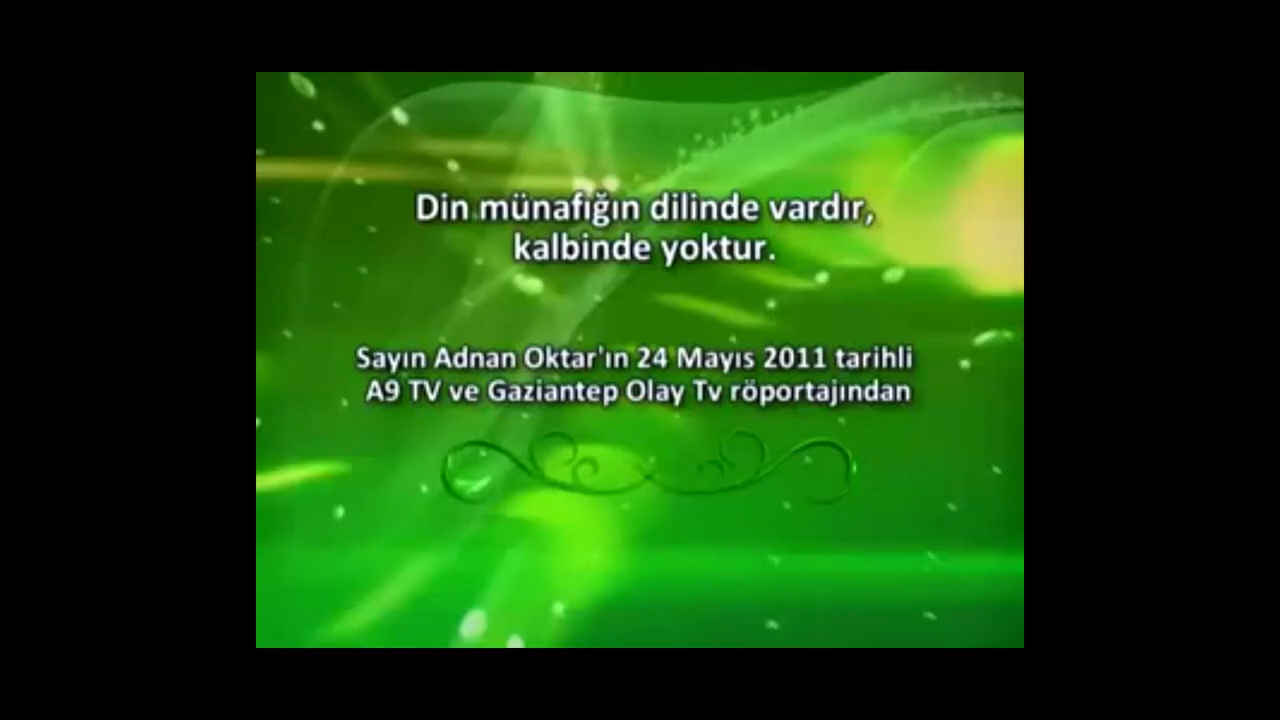 Din münafığın dilinde vardır,
kalbinde yoktur.
Sayın Adnan Oktar'ın 24 Mayıs 2011 tarihli
A9 TV ve Gaziantep Olay Tv röportajından